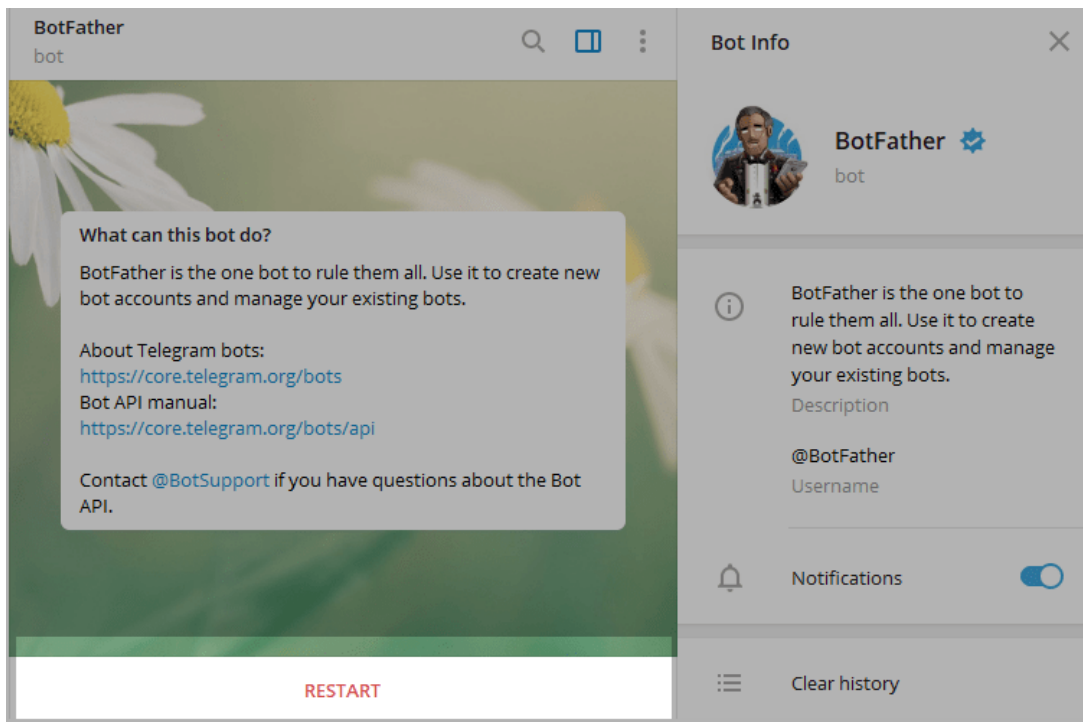 BotFather
bot
What can this bot do?
BotFather is the one bot to rule them all. Use it to create new
bot accounts and manage your existing bots.
About Telegram bots:
https://core.telegram.org/bots
Bot API manual:
https://core.telegram.org/bots/api
Contact @BotSupport if you have questions about the Bot
API.
RESTART
Bot Info
BotFather
bot
BotFather is the one bot to
rule them all. Use it to create
new bot accounts and manage
your existing bots.
Description
@BotFather
Username
Notifications
Clear history